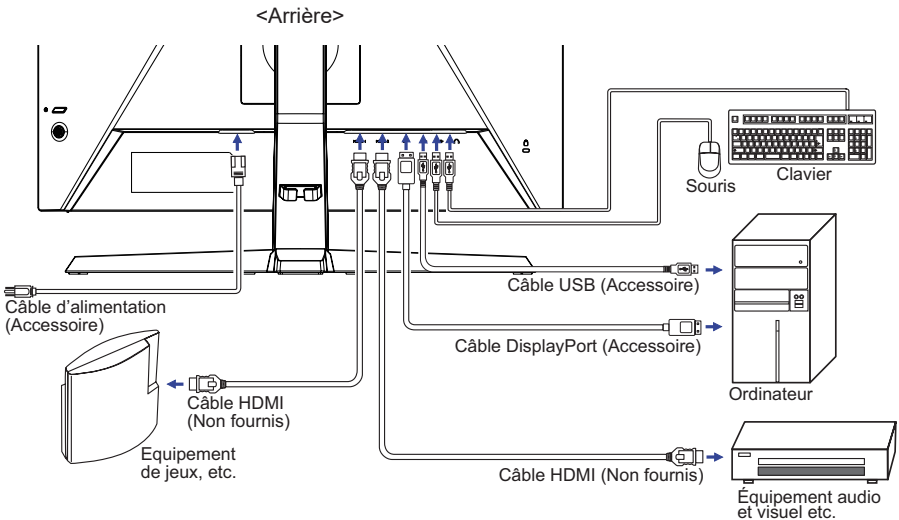 <Arrière>
Souris
Clavier
Câble USB (Accessoire)
Câble d’alimentation
(Accessoire)
Câble DisplayPort (Accessoire)
Ordinateur
Câble HDMI
(Non fournis)
Equipement
de jeux, etc.
Câble HDMI (Non fournis)
Équipement audio
et visuel etc.